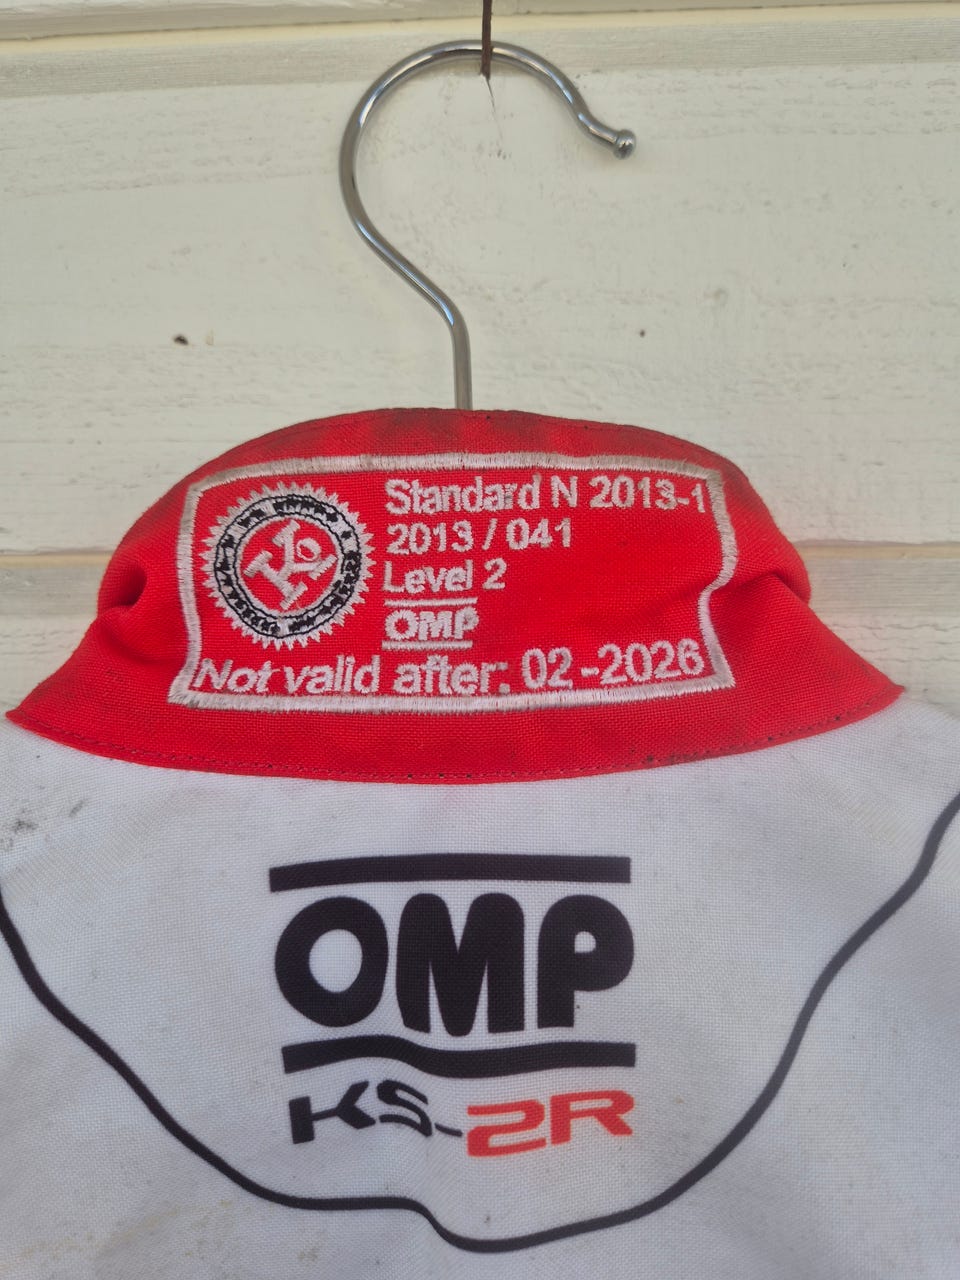 Standard N 2013-1
2013 / 041
Level 2
OMP
Not valid after: 02-2026
OMP
KS-2R